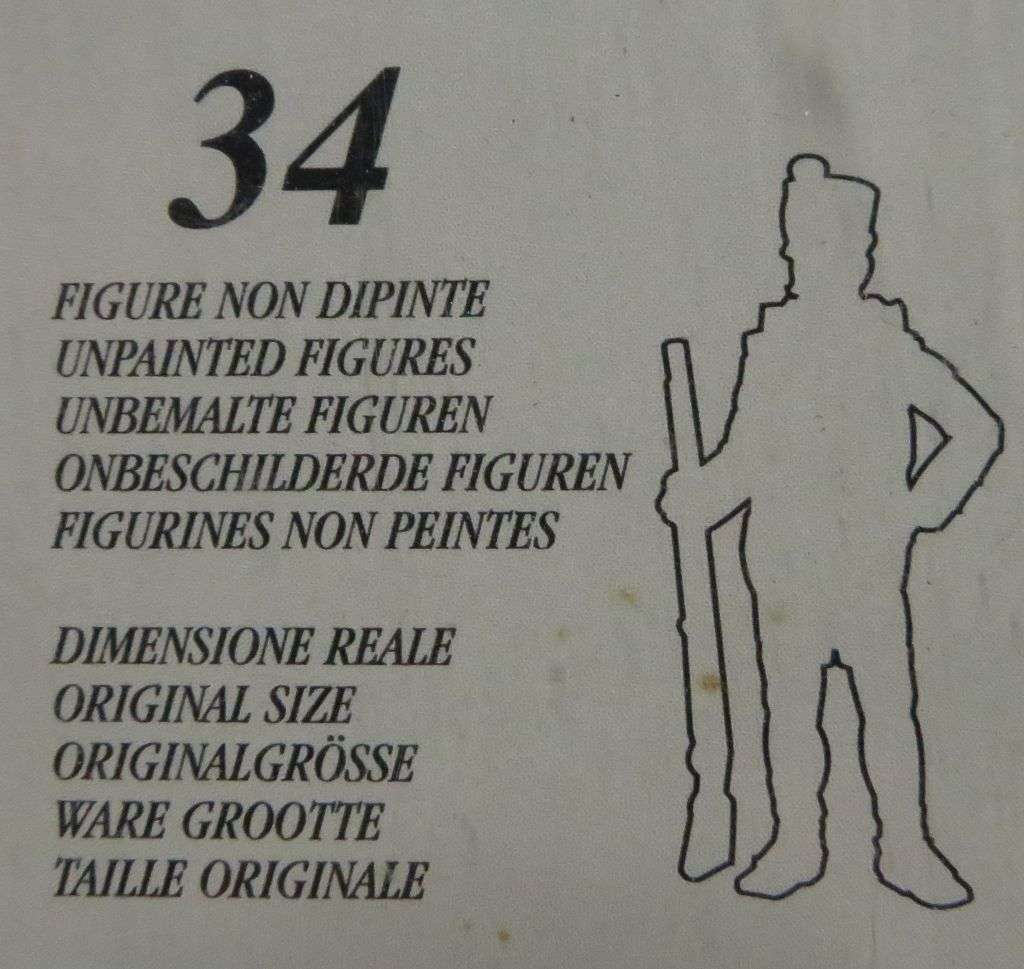 34
FIGURE NON DIPINTE
UNPAINTED FIGURES
UNBEMALTE FIGUREN
ONBESCHILDERDE FIGUREN
FIGURINES NON PEINTES
DIMENSIONE REALE
ORIGINAL SIZE
ORIGINALGRÖSSE
WARE GROOTTE
TAILLE ORIGINALE